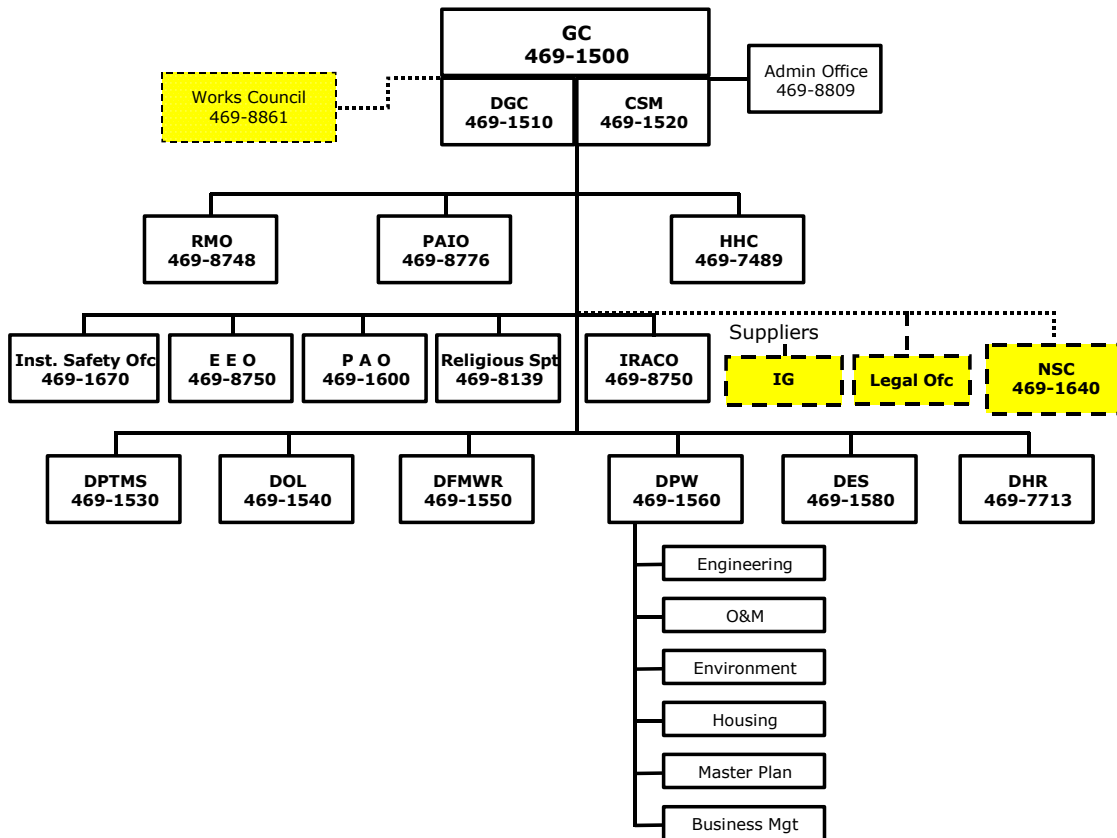 GC
469-1500
Admin Office
469-8809
Works Council
469-8861
DGC
469-1510
CSM
469-1520
RMO
469-8748
PAIO
469-8776
HHC
469-7489
Suppliers
Inst. Safety Ofc
469-1670
E E O
469-8750
P A O
469-1600
Religious Spt
469-8139
IRACO
469-8750
IG
Legal Ofc
NSC
469-1640
DPTMS
469-1530
DOL
469-1540
DFMWR
469-1550
DPW
469-1560
DES
469-1580
DHR
469-7713
Engineering
O&M
Environment
Housing
Master Plan
Business Mgt